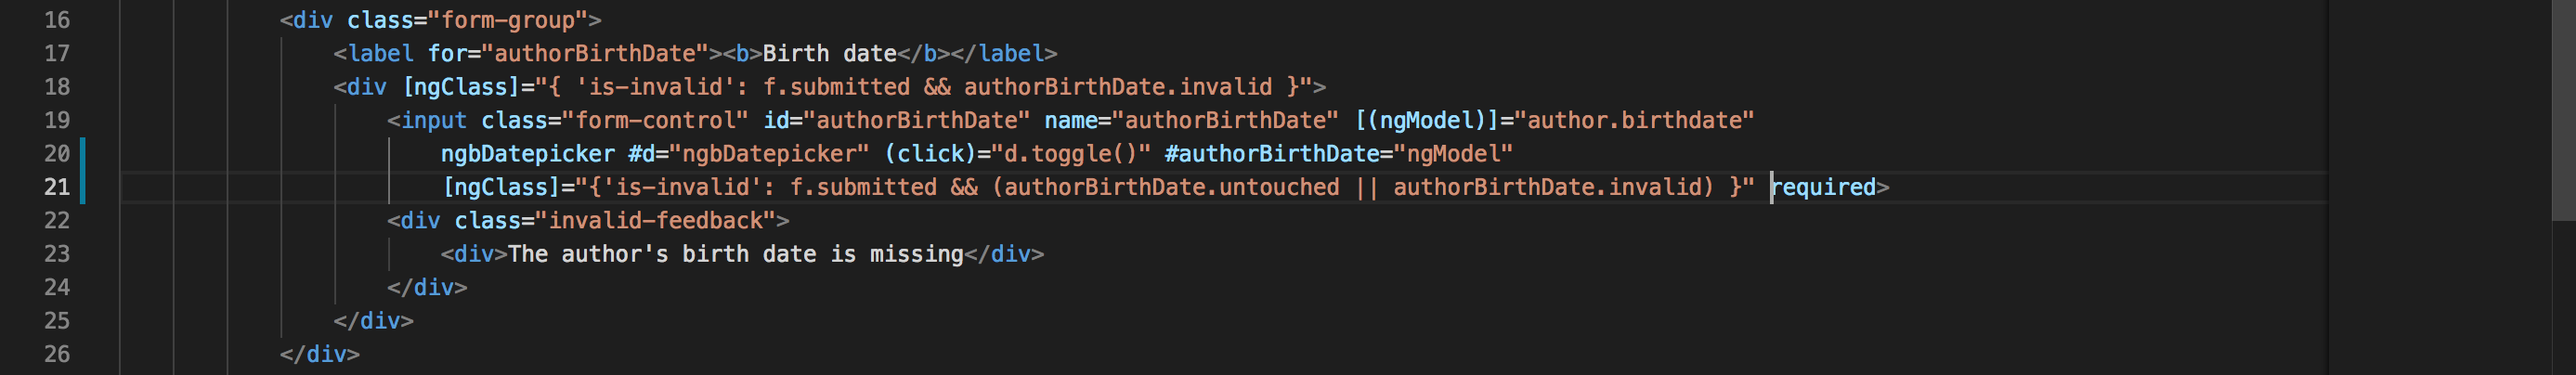 16 <div class="form-group">
17 <label for="authorBirthDate"><b>Birth date</b></label>
18 <div [ngClass]="{ 'is-invalid': f.submitted && authorBirthDate.invalid }">
19 <input class="form-control" id="authorBirthDate" name="authorBirthDate" [(ngModel)]="author.birthdate"
20 ngbDatepicker #d="ngbDatepicker" (click)="d.toggle()" #authorBirthDate="ngModel"
21 [ngClass]="{'is-invalid': f.submitted && (authorBirthDate.untouched || authorBirthDate.invalid) }" required>
22 <div class="invalid-feedback">
23 <div>The author's birth date is missing</div>
24 </div>
25 </div>
26 </div>